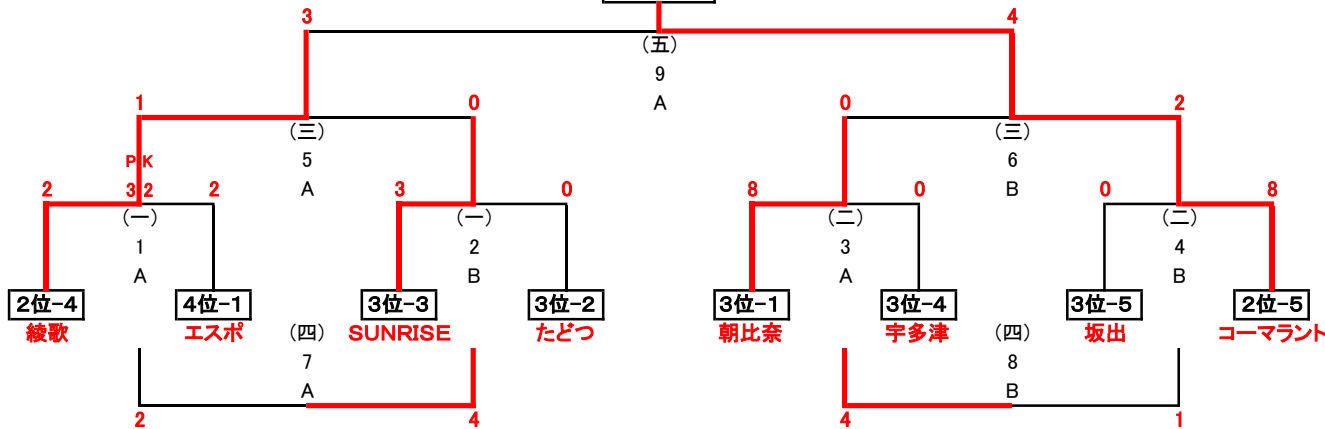 3 4
(五)
9
A
1 0 0 2
(三) (三)
5 6
A B
PK
2 3 2 2 3 0 8 0 0 8
(一) (一) (二) (二)
1 2 3 4
A B A B
2位-4 4位-1 3位-3 3位-2 3位-1 3位-4 3位-5 2位-5
綾歌 エスポ SUNRISE たどつ 朝比奈 宇多津 坂出 コーマラント
(四) (四)
7 8
A B
2 4 4 1